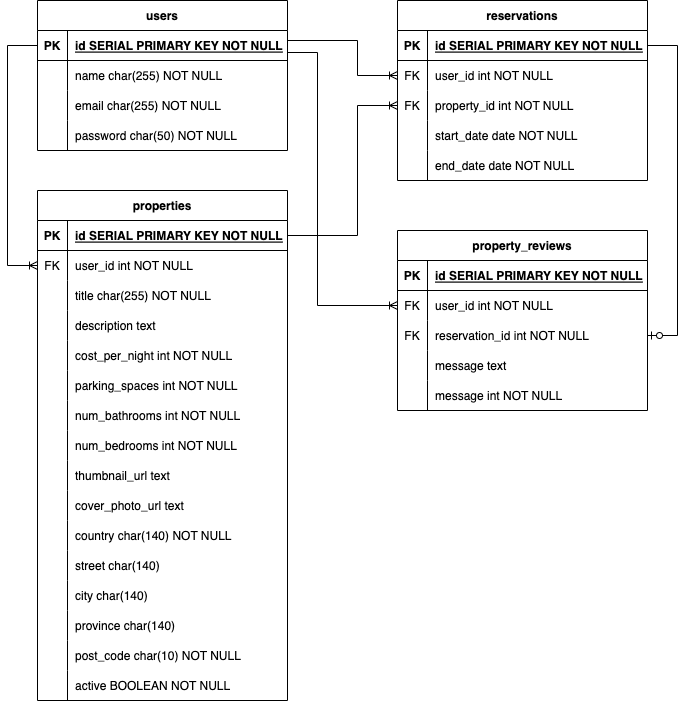 users
PK id SERIAL PRIMARY KEY NOT NULL
name char(255) NOT NULL
email char(255) NOT NULL
password char(50) NOT NULL
properties
PK id SERIAL PRIMARY KEY NOT NULL
FK user_id int NOT NULL
title char(255) NOT NULL
description text
cost_per_night int NOT NULL
parking_spaces int NOT NULL
num_bathrooms int NOT NULL
num_bedrooms int NOT NULL
thumbnail_url text
cover_photo_url text
country char(140) NOT NULL
street char(140)
city char(140)
province char(140)
post_code char(10) NOT NULL
active BOOLEAN NOT NULL
reservations
PK id SERIAL PRIMARY KEY NOT NULL
FK user_id int NOT NULL
FK property_id int NOT NULL
start_date date NOT NULL
end_date date NOT NULL
property_reviews
PK id SERIAL PRIMARY KEY NOT NULL
FK user_id int NOT NULL
FK reservation_id int NOT NULL
message text
message int NOT NULL